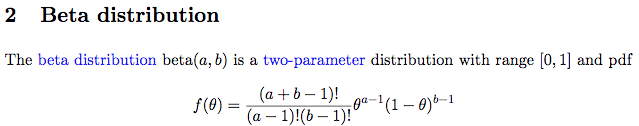 2 Beta distribution
The beta distribution beta(a, b) is a two-parameter distribution with range [0, 1] and pdf
f(θ) = (a + b − 1)! / (a − 1)!(b − 1)! θ^{a−1}(1 − θ)^{b−1}